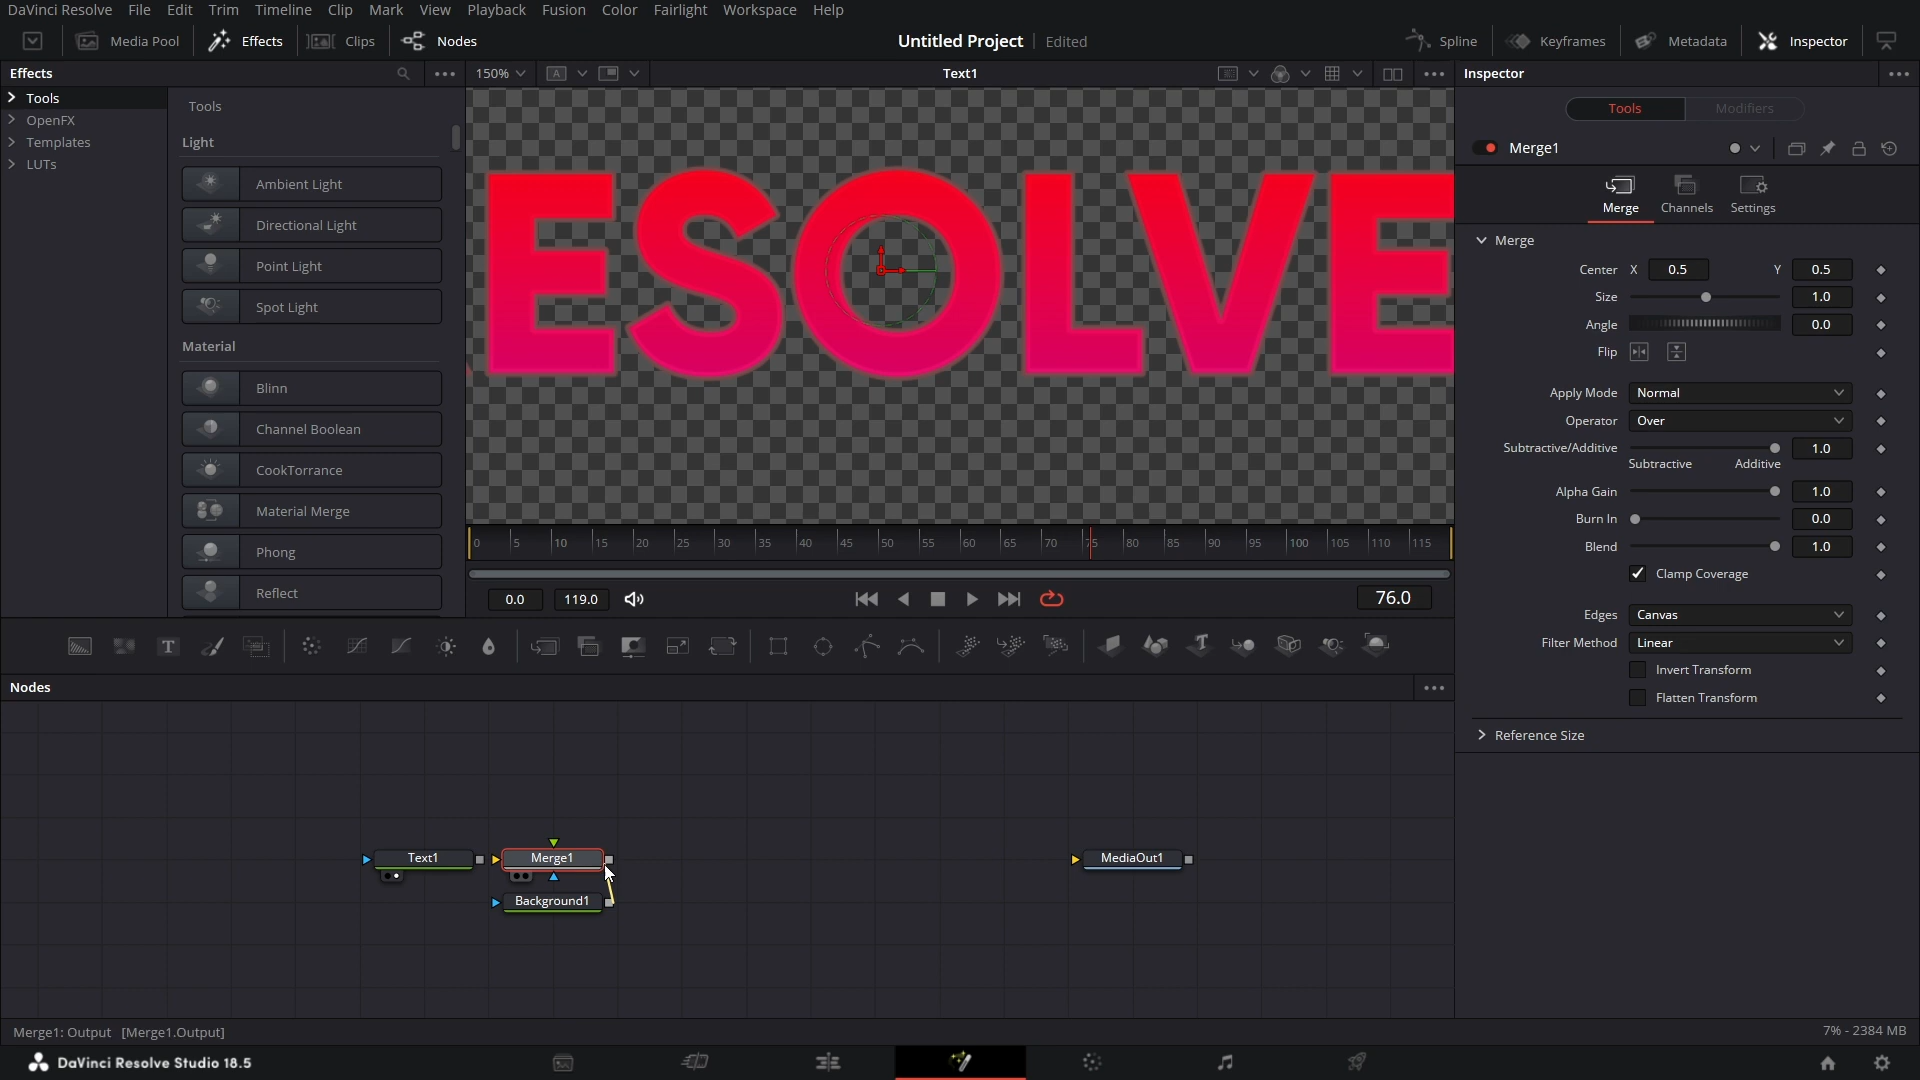 DaVinci Resolve File Edit Trim Timeline Clip Mark View Playback Fusion Color Fairlight Workspace Help
Media Pool Effects Clips Nodes Untitled Project Edited Spline Keyframes Metadata Inspector
Effects 150% A Text1 Inspector
Tools
OpenFX
Templates
LUTs
Tools
Light
Ambient Light
Directional Light
Point Light
Spot Light
Material
Blinn
Channel Boolean
CookTorrance
Material Merge
Phong
Reflect
ESOLVE
0 5 10 15 20 25 30 35 40 45 50 55 60 65 70 75 80 85 90 95 100 105 110 115
0.0 119.0 76.0
Tools Modifiers
Merge1
Merge Channels Settings
Merge
Center X 0.5 Y 0.5
Size 1.0
Angle 0.0
Flip
Apply Mode Normal
Operator Over
Subtractive/Additive 1.0
Subtractive Additive
Alpha Gain 1.0
Burn In 0.0
Blend 1.0
Clamp Coverage
Edges Canvas
Filter Method Linear
Invert Transform
Flatten Transform
Reference Size
T
Nodes
Text1 Merge1 MediaOut1
Background1
Merge1: Output [Merge1.Output] 7% - 2384 MB
DaVinci Resolve Studio 18.5